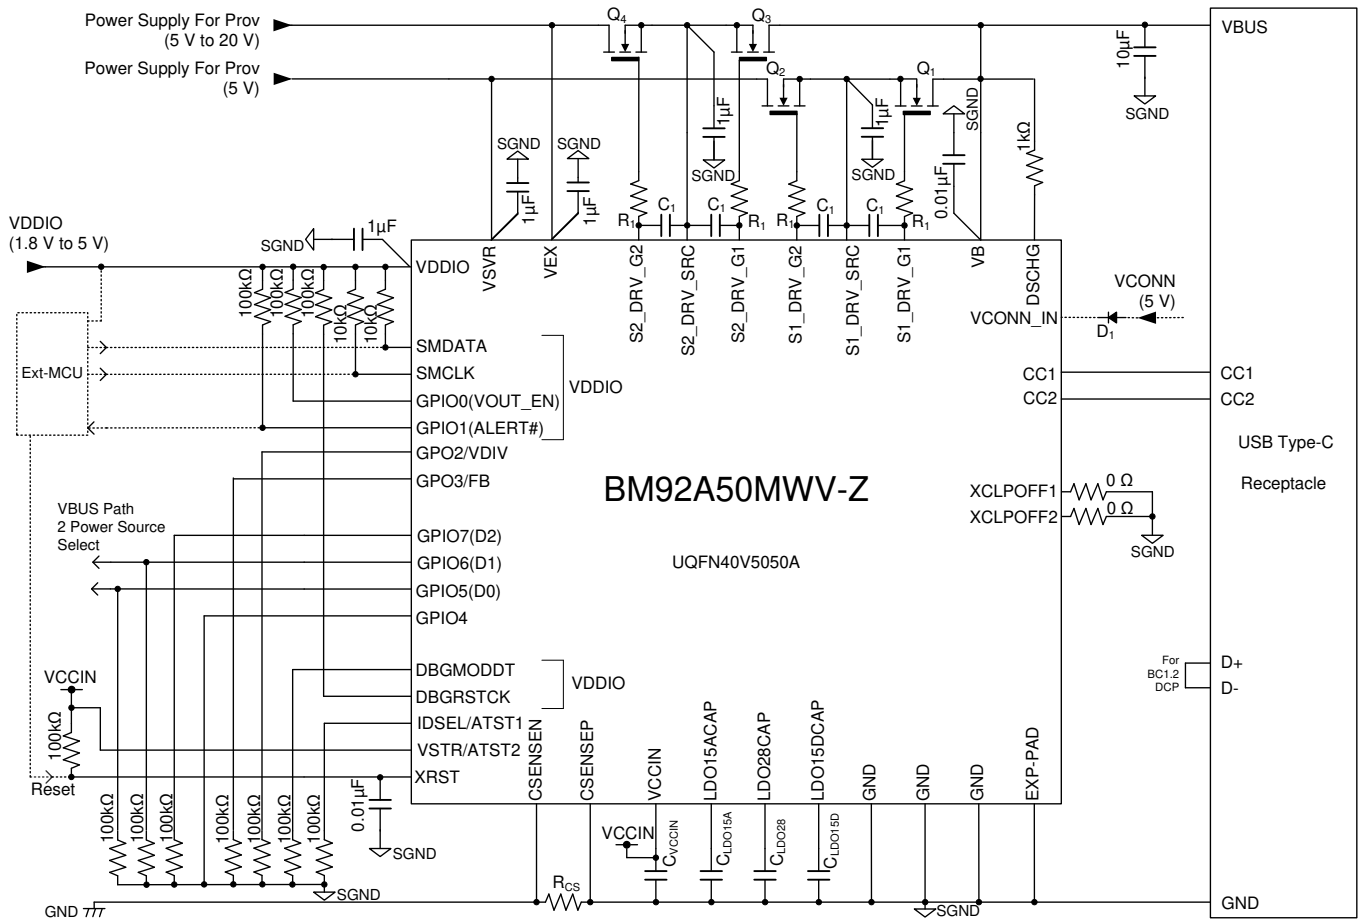 Power Supply For Prov
(5 V to 20 V)
Power Supply For Prov
(5 V)
Q4
Q3
Q2
Q1
VBUS
10µF
SGND
1µF
SGND
1µF
SGND
SGND
0.01µF
1kΩ
SGND
1µF
SGND
1µF
R1
C1
C1
R1
R1
C1
C1
R1
VDDIO
(1.8 V to 5 V)
SGND
1µF
VDDIO
VSVR
VEX
S2_DRV_G2
S2_DRV_SRC
S2_DRV_G1
S1_DRV_G2
S1_DRV_SRC
S1_DRV_G1
VB
DSCHG
100kΩ
100kΩ
100kΩ
10kΩ
10kΩ
VCONN
(5 V)
VCONN_IN
D1
Ext-MCU
SMDATA
SMCLK
GPIO0(VOUT_EN)
GPIO1(ALERT#)
VDDIO
GPO2/VDIV
GPO3/FB
CC1
CC2
CC1
CC2
USB Type-C
Receptacle
BM92A50MWV-Z
UQFN40V5050A
XCLPOFF1
0 Ω
XCLPOFF2
0 Ω
SGND
VBUS Path
2 Power Source
Select
GPIO7(D2)
GPIO6(D1)
GPIO5(D0)
GPIO4
DBGMODDT
DBGRSTCK
VDDIO
IDSEL/ATST1
VSTR/ATST2
XRST
VCCIN
100kΩ
Reset
0.01µF
SGND
For
BC1.2
DCP
D+
D-
CSENSEN
CSENSEP
VCCIN
LDO15ACAP
LDO28CAP
LDO15DCAP
GND
GND
GND
EXP-PAD
100kΩ
100kΩ
100kΩ
100kΩ
100kΩ
100kΩ
100kΩ
SGND
VCCIN
CVCCIN
CLDO15A
CLDO28
CLDO15D
RCS
GND
SGND
GND